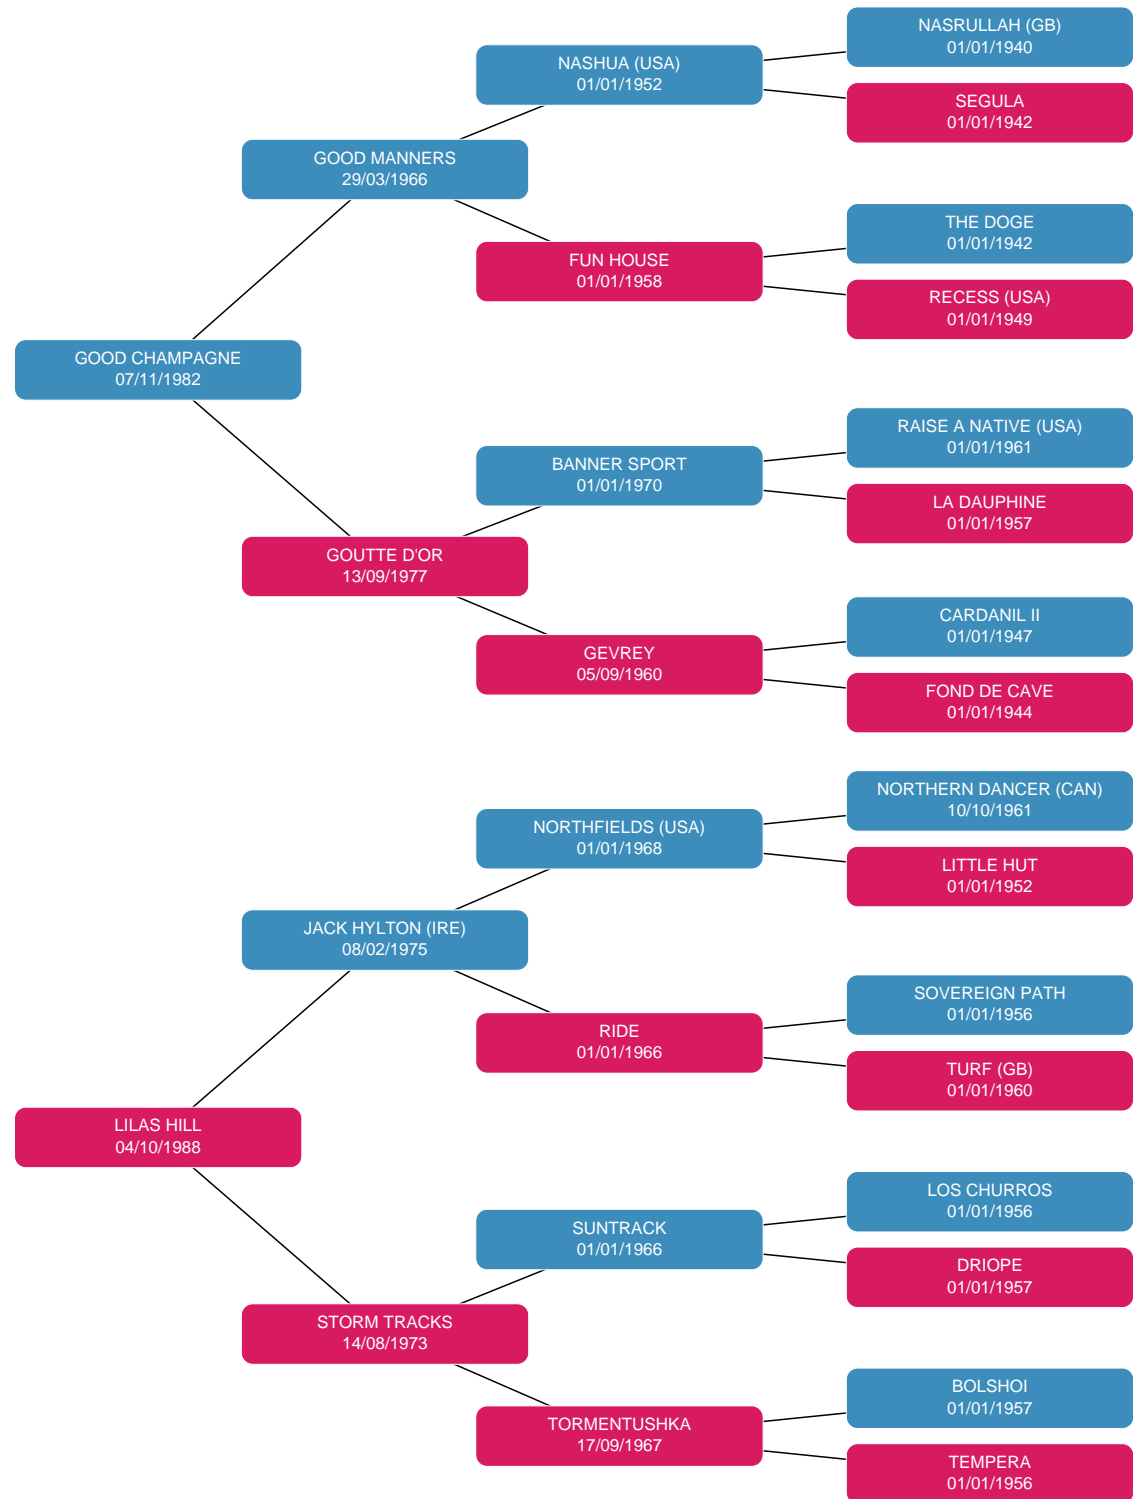 NASRULLAH (GB)
01/01/1940
NASHUA (USA)
01/01/1952
SEGULA
01/01/1942
GOOD MANNERS
29/03/1966
THE DOGE
01/01/1942
FUN HOUSE
01/01/1958
RECESS (USA)
01/01/1949
GOOD CHAMPAGNE
07/11/1982
RAISE A NATIVE (USA)
01/01/1961
BANNER SPORT
01/01/1970
LA DAUPHINE
01/01/1957
GOUTTE D'OR
13/09/1977
CARDANIL II
01/01/1947
GEVREY
05/09/1960
FOND DE CAVE
01/01/1944
NORTHERN DANCER (CAN)
10/10/1961
NORTHFIELDS (USA)
01/01/1968
LITTLE HUT
01/01/1952
JACK HYLTON (IRE)
08/02/1975
SOVEREIGN PATH
01/01/1956
RIDE
01/01/1966
TURF (GB)
01/01/1960
LILAS HILL
04/10/1988
LOS CHURROS
01/01/1956
SUNTRACK
01/01/1966
DRIOPE
01/01/1957
STORM TRACKS
14/08/1973
BOLSHOI
01/01/1957
TORMENTUSHKA
17/09/1967
TEMPERA
01/01/1956